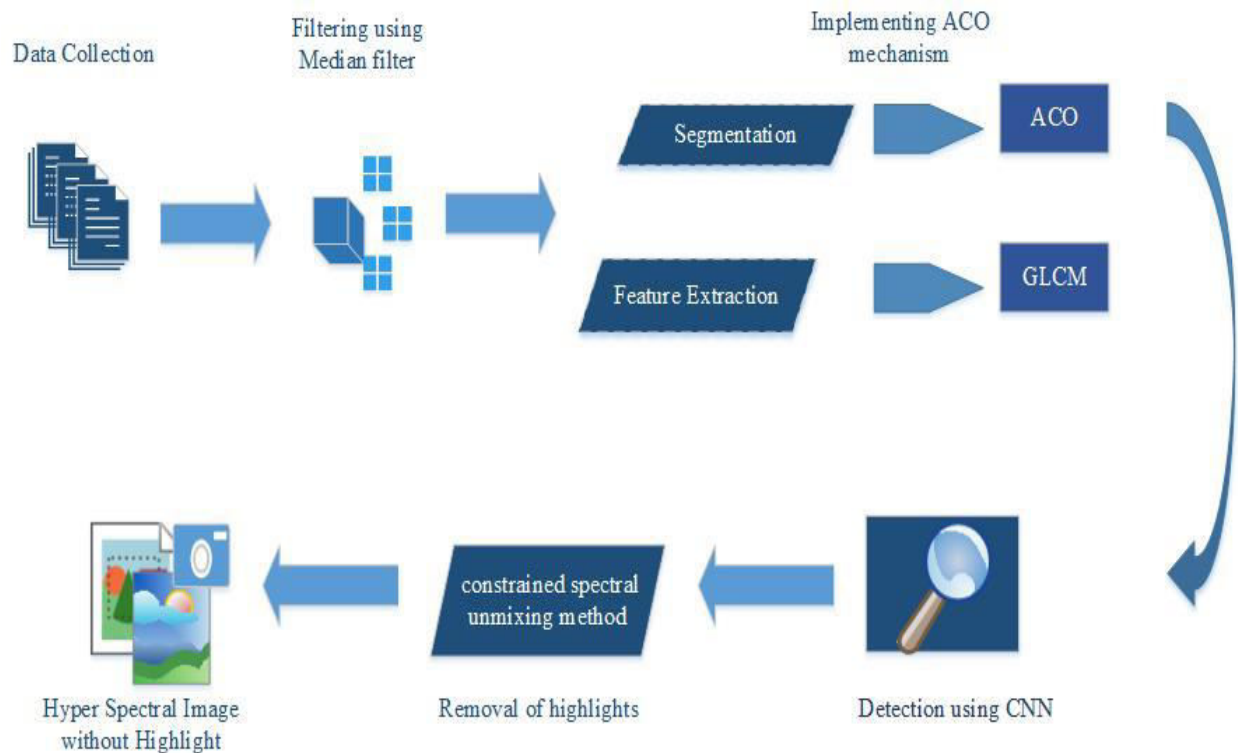 Data Collection
Filtering using
Median filter
Implementing ACO
mechanism
Segmentation
ACO
Feature Extraction
GLCM
constrained spectral
unmixing method
Hyper Spectral Image
without Highlight
Removal of highlights
Detection using CNN